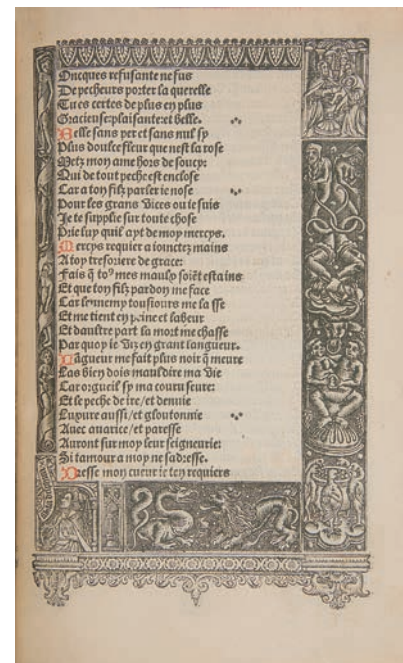 Oncques refusante ne fus
De pecheurs porter la querelle
Tu es certes de plus en plus
Gracieuse: plaisante: et belle.
Belle sans per et sans nul sy
Plus doulce fleur que nest la rose
Metz mon ame hors de soucy:
Qui de tout peche est enclose
Car a ton filz parler ie nose
Pour les grans vices ou ie suis
Je te supplie sur toute chose
Prie luy quil ayt de moy mercys.
Mercys requier a ioinctez mains
A toy tresoriere de grace:
Fais q̃ to⁹ mes maulx soiẽt estains
Et que ton filz pardon me face
Car lennemy tousiours me lasse
Et me tient en peine et labeur
Et daultre part la mort me chasse
Par quoy ie viz en grant langueur.
Lãgueur me fait plus noir q̃ meure
Las bien dois mauldire ma vie
Car orgueil sy ma couru seure:
Et le peche de ire/et denuie
Luxure aussi/et gloutonnie
Auec auarice/et paresse
Auront sur moy leur seigneurie:
Si tamour a moy ne sadresse.
Dresse mon cueur ie ten requiers